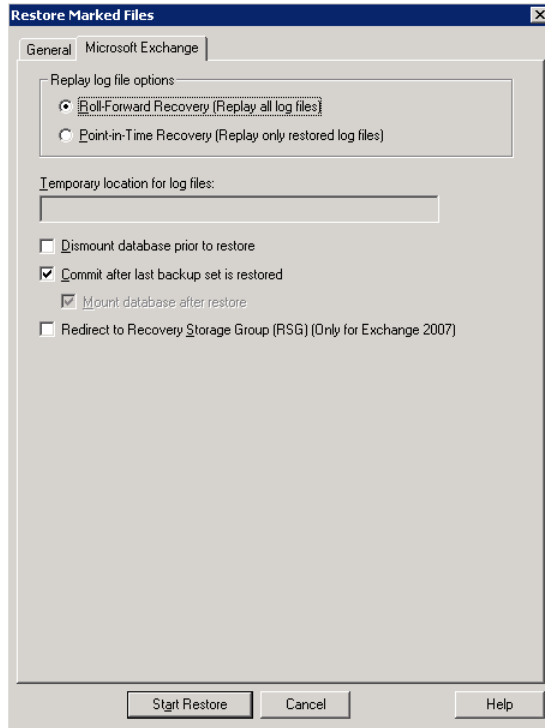 Restore Marked Files
General
Microsoft Exchange
Replay log file options
Roll-Forward Recovery (Replay all log files)
Point-in-Time Recovery (Replay only restored log files)
Temporary location for log files:
Dismount database prior to restore
Commit after last backup set is restored
Mount database after restore
Redirect to Recovery Storage Group (RSG) (Only for Exchange 2007)
Start Restore
Cancel
Help